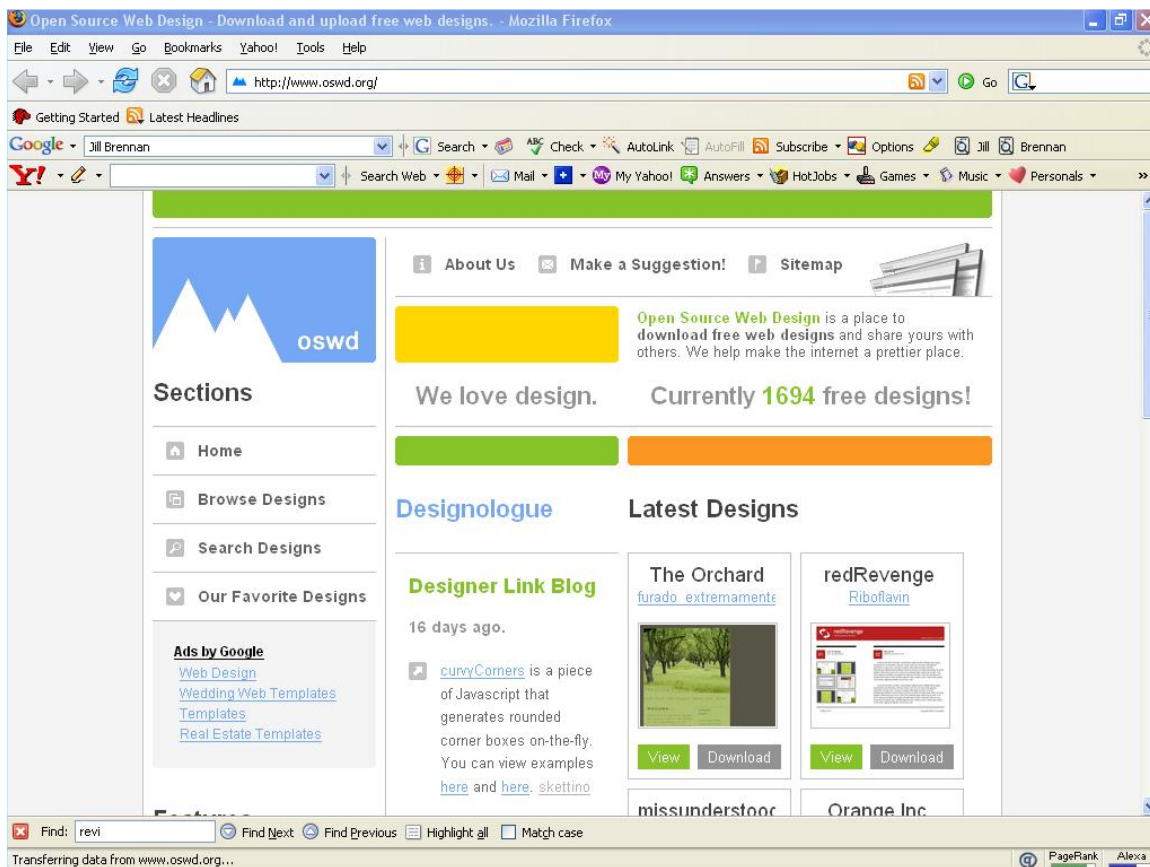 Open Source Web Design - Download and upload free web designs. - Mozilla Firefox
File Edit View Go Bookmarks Yahoo! Tools Help
http://www.oswd.org/ Go G
Getting Started Latest Headlines
Google Jill Brennan G Search ABC Check AutoLink AutoFill Subscribe Options Jill Brennan
Y! Search Web Mail My Yahoo! Answers HotJobs Games Music Personals »
About Us Make a Suggestion! Sitemap
oswd
Open Source Web Design is a place to
download free web designs and share yours with
others. We help make the internet a prettier place.
Sections
We love design. Currently 1694 free designs!
Home
Browse Designs
Search Designs
Our Favorite Designs
Ads by Google
Web Design
Wedding Web Templates
Templates
Real Estate Templates
Designologue
Designer Link Blog
16 days ago.
curvyCorners is a piece
of Javascript that
generates rounded
corner boxes on-the-fly.
You can view examples
here and here. skettino
Latest Designs
The Orchard
furado_extremamente
View Download
redRevenge
Riboflavin
redRevenge
View Download
missunderstood
Orange Inc
Features
Find: revi Find Next Find Previous Highlight all Match case
Transferring data from www.oswd.org... @ PageRank Alexa